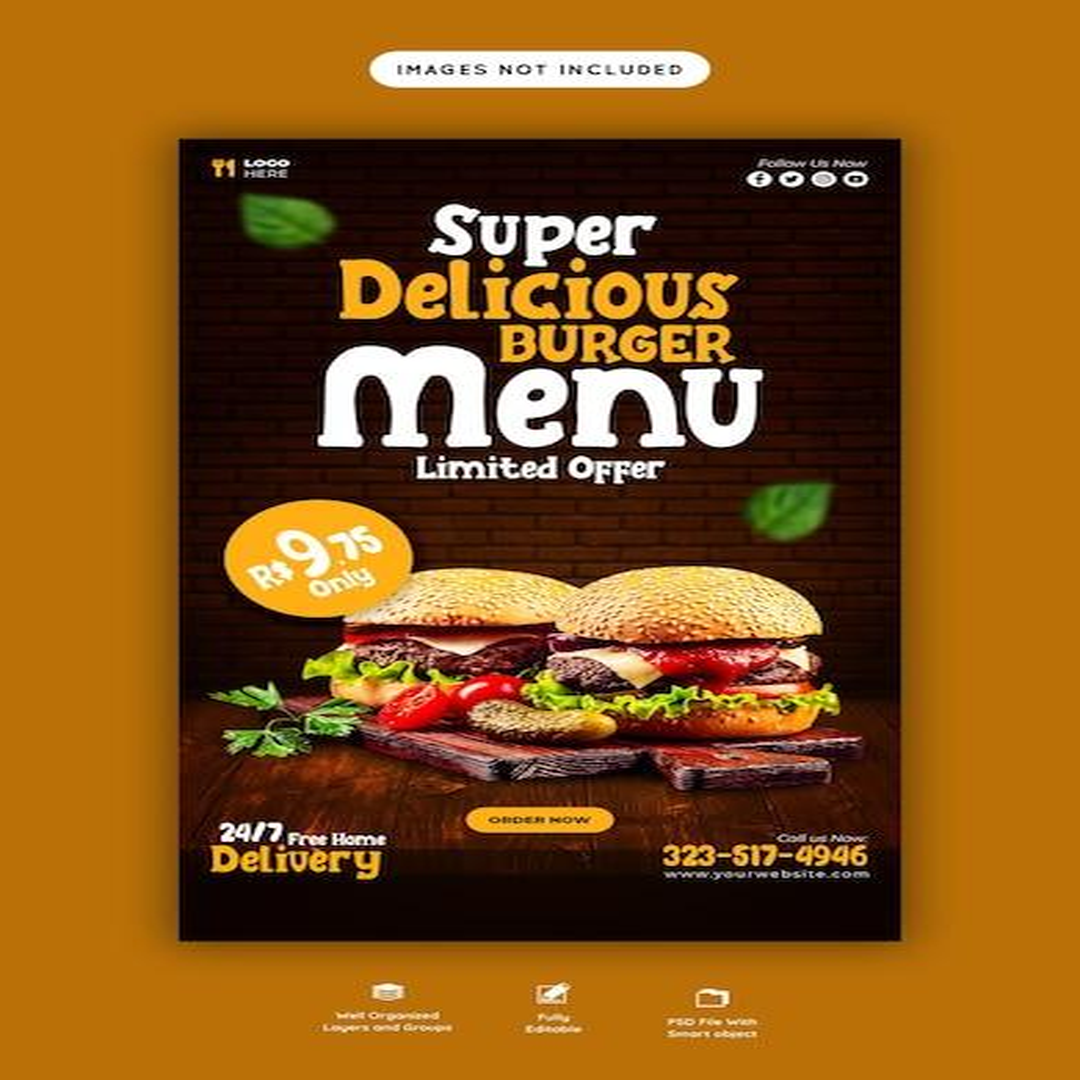 IMAGES NOT INCLUDED
LOGO
HERE
Follow Us Now
Super
Delicious
BURGER
Menu
Limited Offer
R$ 9.75
Only
ORDER NOW
24/7 Free Home
Delivery
Call us Now:
323-517-4946
www.yourwebsite.com
Well Organized
Layers and Groups
Fully
Editable
PSD File With
Smart object